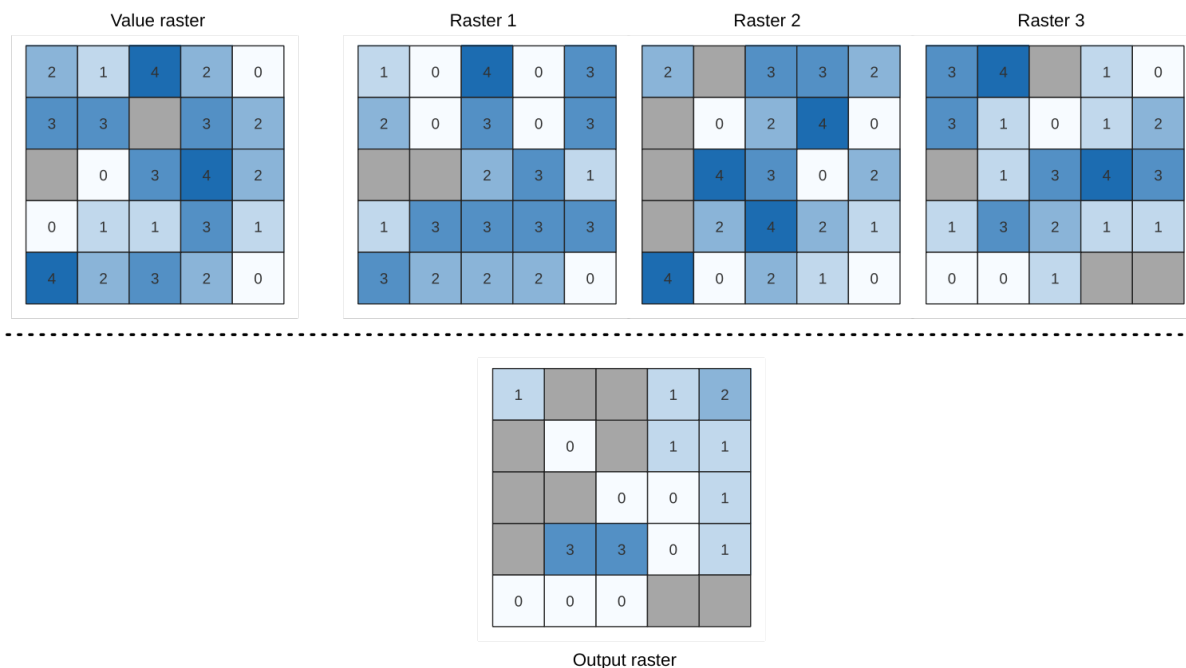 Value raster Raster 1 Raster 2 Raster 3
2 1 4 2 0 1 0 4 0 3 2 3 3 2 3 4 1 0
3 3 3 2 2 0 3 0 3 0 2 4 0 3 1 0 1 2
0 3 4 2 2 3 1 4 3 0 2 1 3 4 3
0 1 1 3 1 1 3 3 3 3 2 4 2 1 1 3 2 1 1
4 2 3 2 0 3 2 2 2 0 4 0 2 1 0 0 0 1
1 1 2
0 1 1
0 0 1
3 3 0 1
0 0 0
Output raster